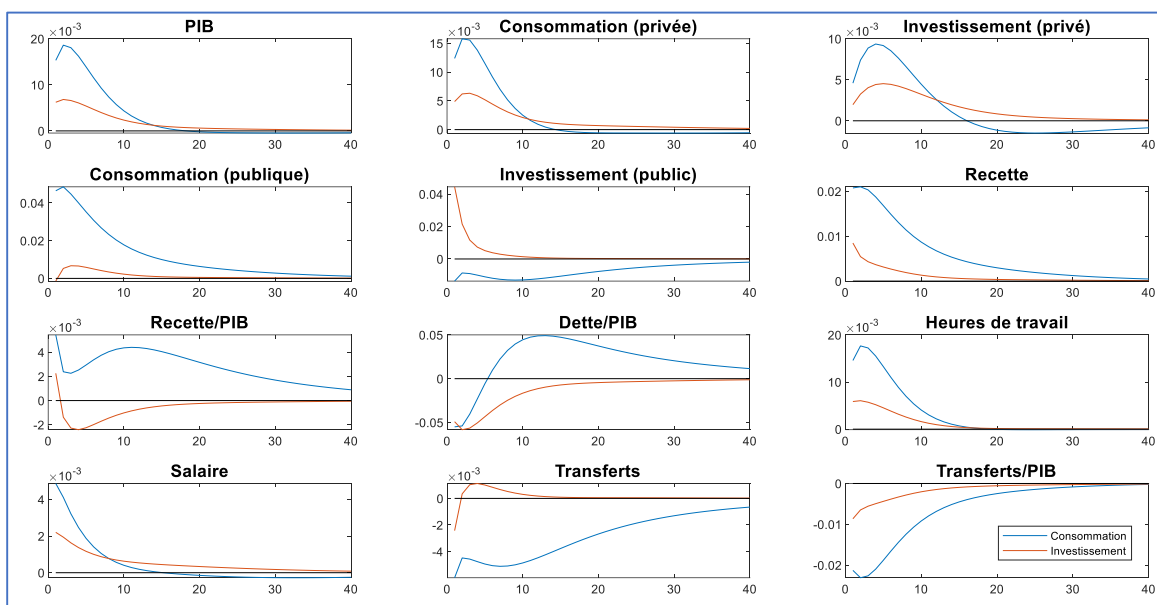 PIB
×10⁻³
20
10
0
0 10 20 30 40
Consommation (privée)
×10⁻³
15
10
5
0
0 10 20 30 40
Investissement (privé)
×10⁻³
10
5
0
0 10 20 30 40
Consommation (publique)
0.04
0.02
0
0 10 20 30 40
Investissement (public)
0.04
0.02
0
0 10 20 30 40
Recette
0.02
0.01
0
0 10 20 30 40
Recette/PIB
×10⁻³
4
2
0
-2
0 10 20 30 40
Dette/PIB
0.05
0
-0.05
0 10 20 30 40
Heures de travail
×10⁻³
20
10
0
0 10 20 30 40
Salaire
×10⁻³
4
2
0
0 10 20 30 40
Transferts
×10⁻³
0
-2
-4
0 10 20 30 40
Transferts/PIB
0
-0.01
-0.02
0 10 20 30 40
Consommation
Investissement